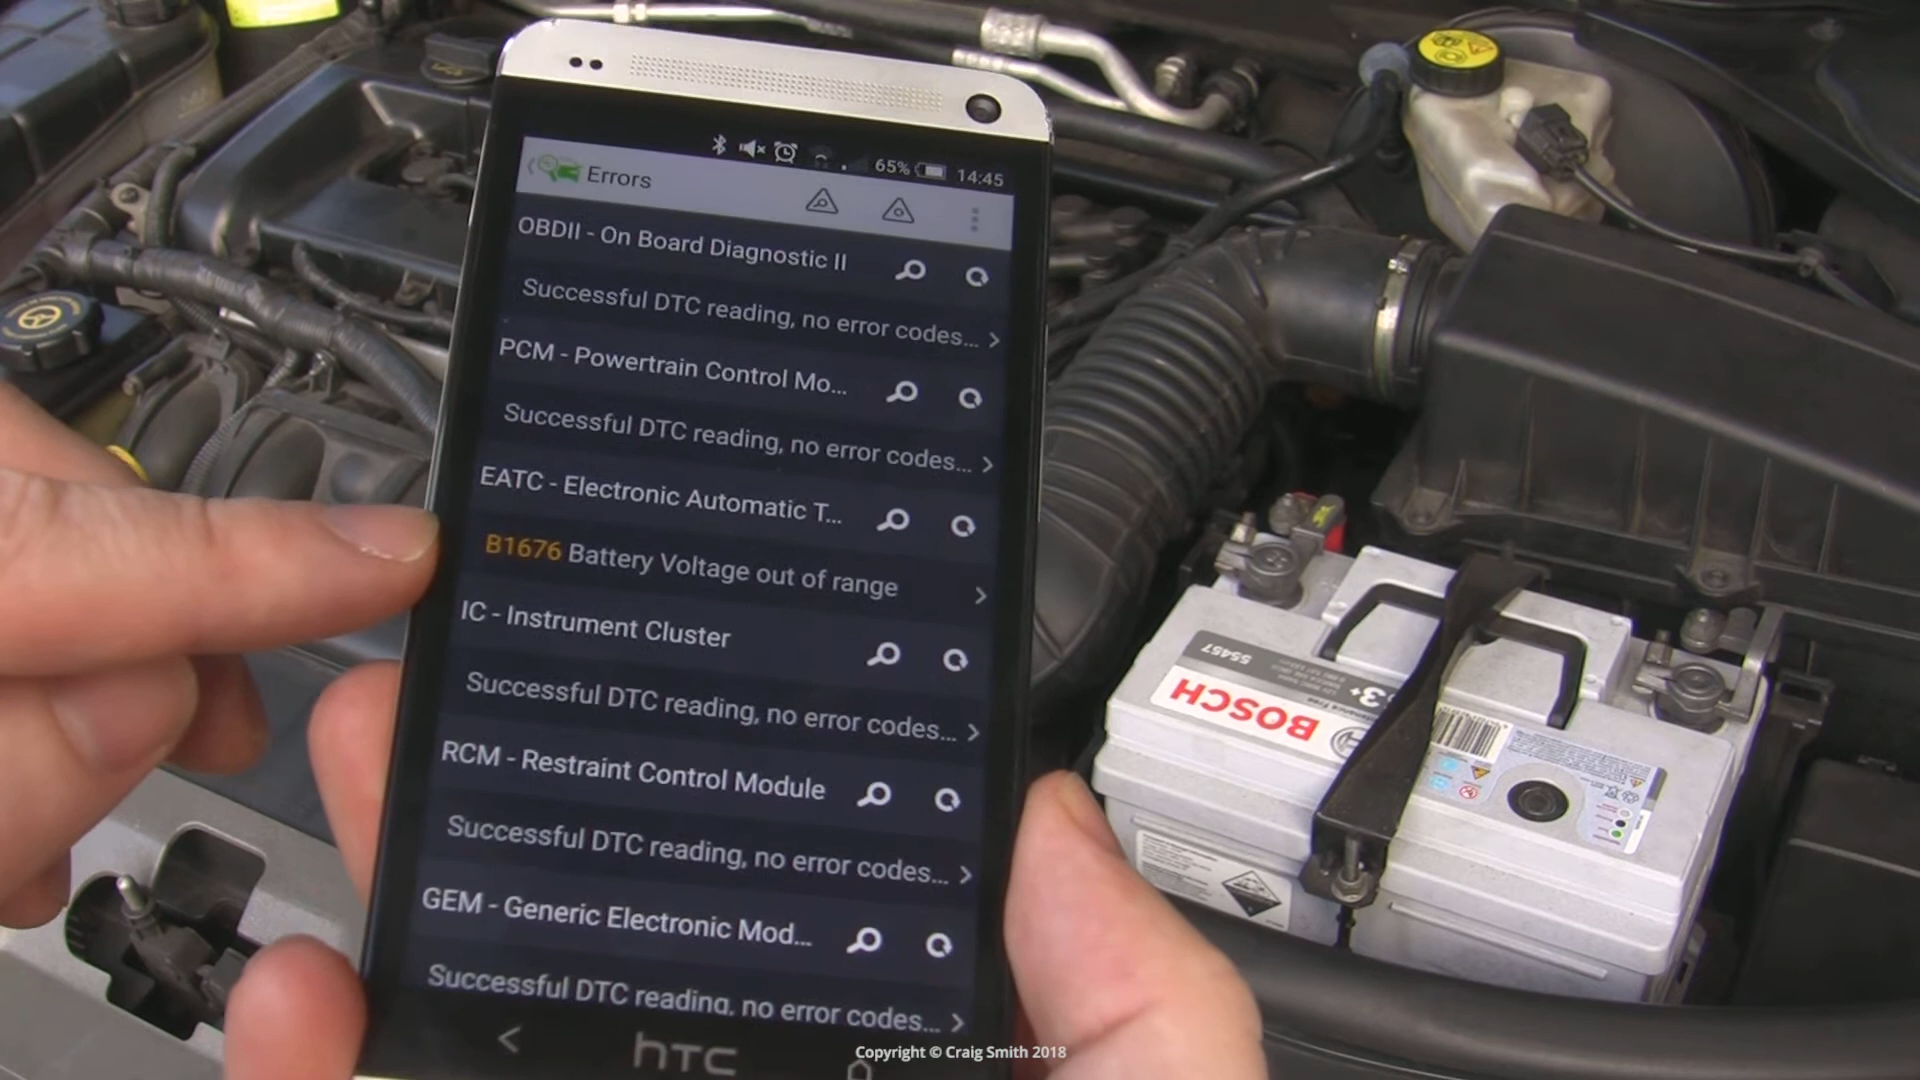 65% 14:45
Errors
OBDII - On Board Diagnostic II
Successful DTC reading, no error codes...
PCM - Powertrain Control Mo...
Successful DTC reading, no error codes...
EATC - Electronic Automatic T...
B1676 Battery Voltage out of range
IC - Instrument Cluster
Successful DTC reading, no error codes...
RCM - Restraint Control Module
Successful DTC reading, no error codes...
GEM - Generic Electronic Mod...
Successful DTC reading, no error codes...
hTC
55457
BOSCH
Copyright © Craig Smith 2018